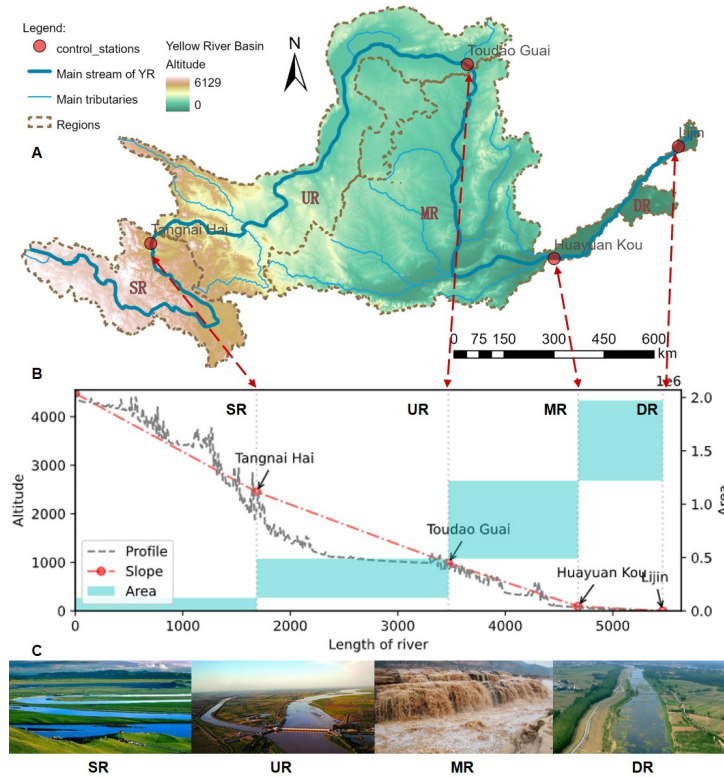 Legend:
control_stations
Main stream of YR
Main tributaries
Regions
Yellow River Basin
Altitude
6129
0
N
A
Toudao Guai
Lijin
UR
MR
DR
Tangnai Hai
Huayuan Kou
SR
0 75 150 300 450 600
km
B
1e6
SR UR MR DR
4000
3000
2000
1000
0
Altitude
2.0
1.5
1.0
0.5
0.0
Area
Tangnai Hai
Toudao Guai
Huayuan Kou
Lijin
Profile
Slope
Area
0 1000 2000 3000 4000 5000
Length of river
C
SR UR MR DR